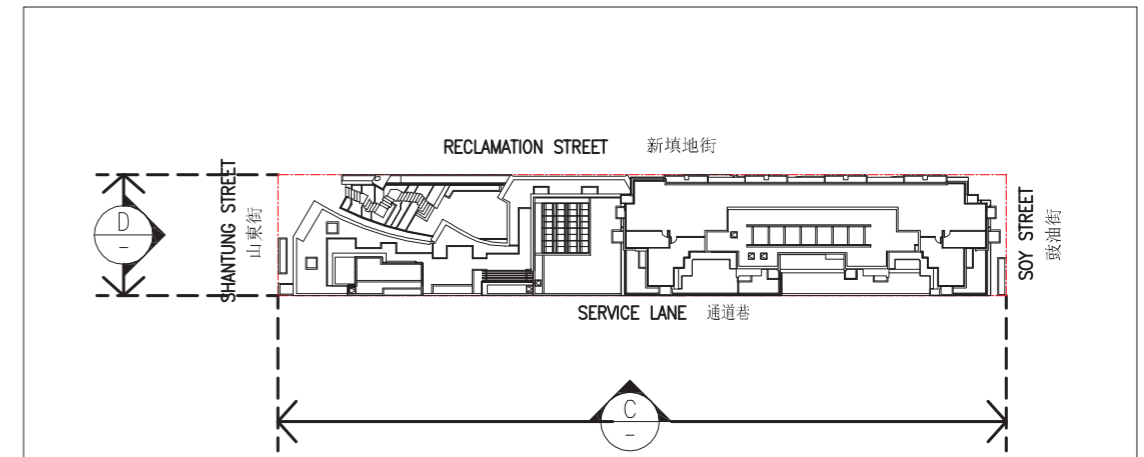 RECLAMATION STREET 新填地街
SHANTUNG STREET
山東街
D
-
SOY STREET
豉油街
SERVICE LANE 通道巷
C
-